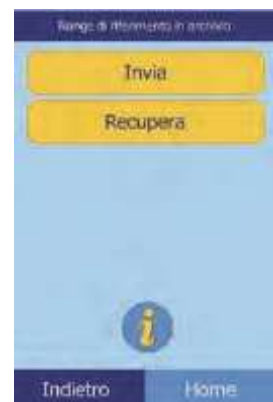 Range di riferimento in archivio
Invia
Recupera
i
Indietro
Home